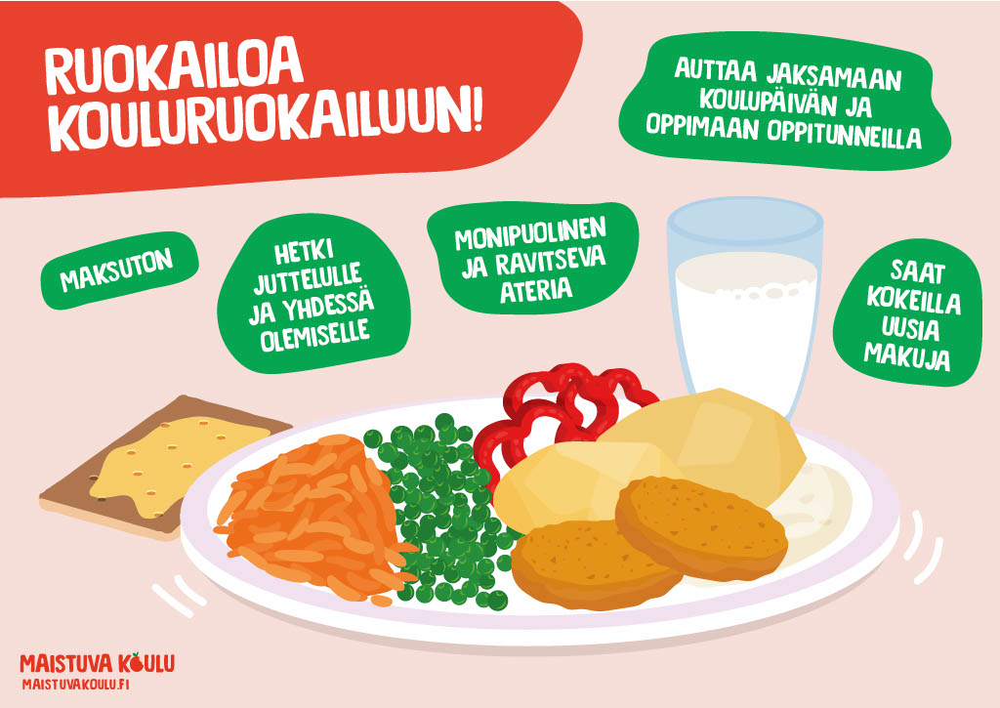 RUOKAILOA
KOULURUOKAILUUN!
AUTTAA JAKSAMAAN
KOULUPÄIVÄN JA
OPPIMAAN OPPITUNNEILLA
MAKSUTON
HETKI
JUTTELULLE
JA YHDESSÄ
OLEMISELLE
MONIPUOLINEN
JA RAVITSEVA
ATERIA
SAAT
KOKEILLA
UUSIA
MAKUJA
MAISTUVA KOULU
MAISTUVAKOULU.FI